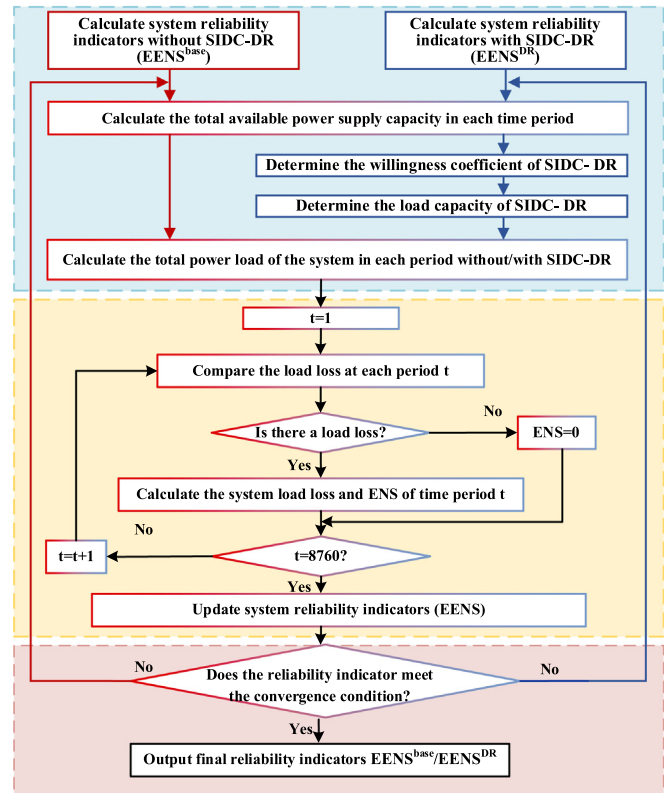 Calculate system reliability
indicators without SIDC-DR
(EENS^base)
Calculate system reliability
indicators with SIDC-DR
(EENS^DR)
Calculate the total available power supply capacity in each time period
Determine the willingness coefficient of SIDC- DR
Determine the load capacity of SIDC- DR
Calculate the total power load of the system in each period without/with SIDC-DR
t=1
Compare the load loss at each period t
Is there a load loss?
No
ENS=0
Yes
Calculate the system load loss and ENS of time period t
No
t=t+1
t=8760?
Yes
Update system reliability indicators (EENS)
No
Does the reliability indicator meet
the convergence condition?
No
Yes
Output final reliability indicators EENS^base/EENS^DR